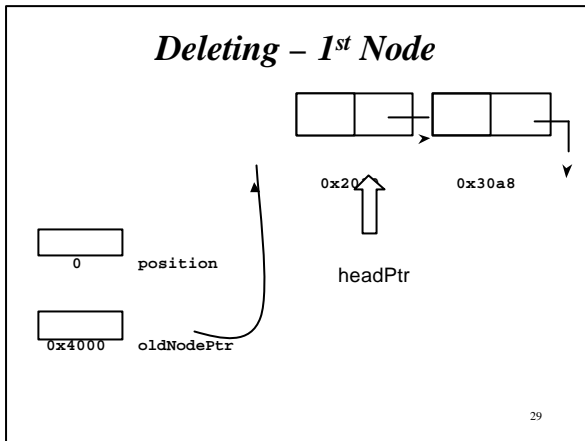 Deleting – 1st Node
0x30a8
0 position
headPtr
0x4000 oldNodePtr
29